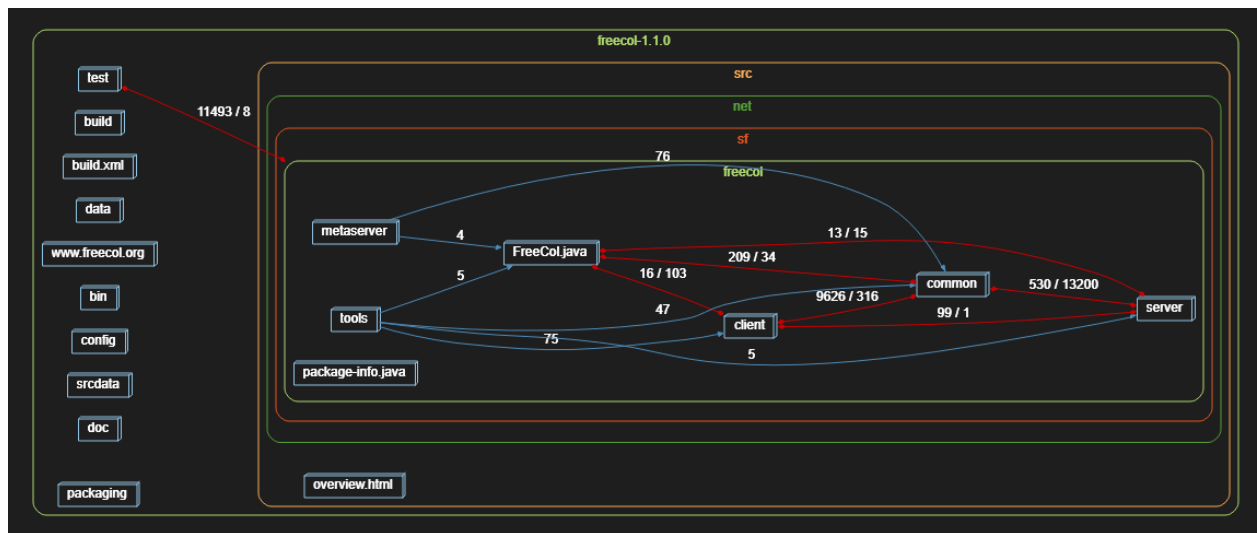 freecol-1.1.0
src
net
sf
freecol
test
11493 / 8
build
build.xml
data
www.freecol.org
bin
config
srcdata
doc
packaging
76
metaserver
4
FreeCol.java
13 / 15
209 / 34
5
16 / 103
common
530 / 13200
9626 / 316
tools
47
client
99 / 1
server
75
5
package-info.java
overview.html